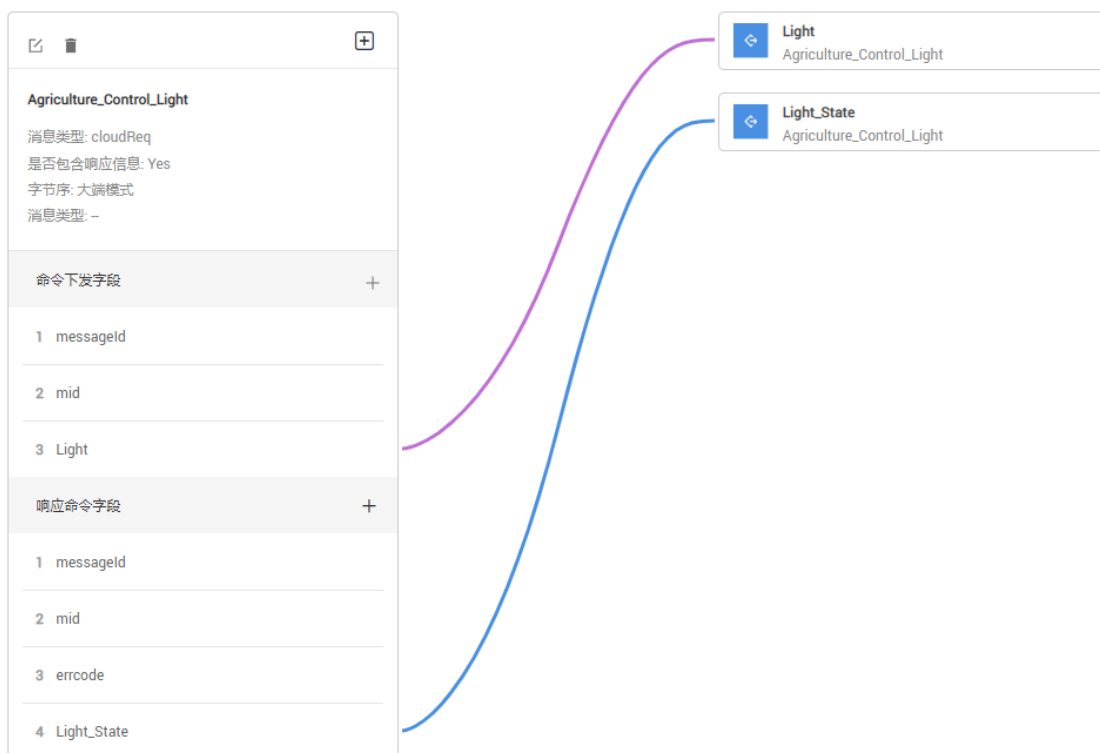 Agriculture_Control_Light
消息类型: cloudReq
是否包含响应信息: Yes
字节序: 大端模式
消息类型: --
命令下发字段
1 messageId
2 mid
3 Light
响应命令字段
1 messageId
2 mid
3 errcode
4 Light_State
Light
Agriculture_Control_Light
Light_State
Agriculture_Control_Light